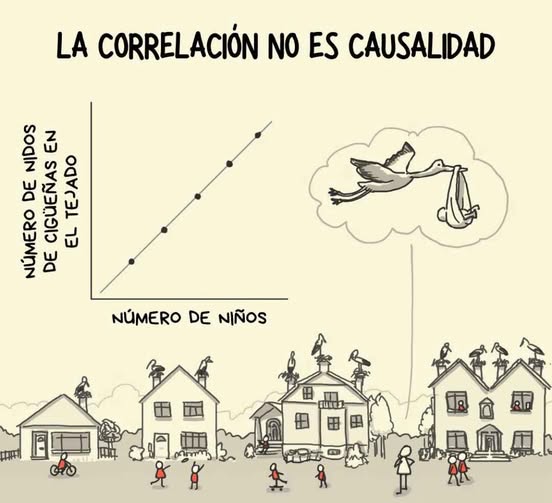 LA CORRELACIÓN NO ES CAUSALIDAD
NÚMERO DE NIDOS
DE CIGÜEÑAS EN
EL TEJADO
NÚMERO DE NIÑOS